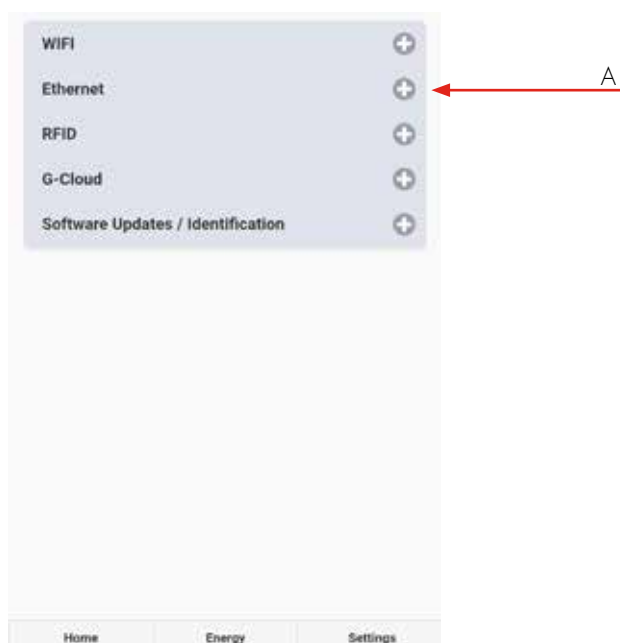 WIFI
Ethernet
A
RFID
G-Cloud
Software Updates / Identification
Home Energy Settings